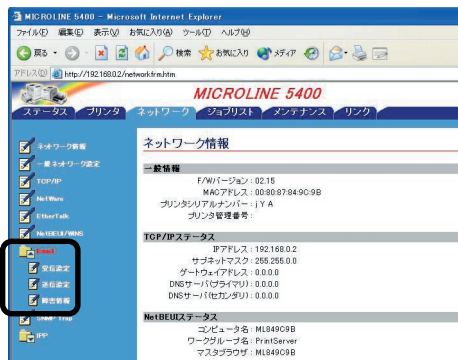 MICROLINE 5400 - Microsoft Internet Explorer
ファイル(F) 編集(E) 表示(V) お気に入り(A) ツール(T) ヘルプ(H)
戻る 検索 お気に入り メディア
アドレス(D) http://192.168.0.2/networkfrm.htm
MICROLINE 5400
ステータス プリンタ ネットワーク ジョブリスト メンテナンス リンク
ネットワーク情報
一般ネットワーク設定
TCP/IP
NetWare
EtherTalk
NetBEUI/WINS
Email
受信設定
送信設定
障害情報
SNMP Trap
IPP
ネットワーク情報
一般情報
F/Wバージョン : 02.15
MACアドレス : 00:80:87:84:9C:9B
プリンタシリアルナンバー : j Y A
プリンタ管理番号 :
TCP/IPステータス
IPアドレス : 192.168.0.2
サブネットマスク : 255.255.0.0
ゲートウェイアドレス : 0.0.0.0
DNSサーバ(プライマリ) : 0.0.0.0
DNSサーバ(セカンダリ) : 0.0.0.0
NetBEUIステータス
コンピュータ名 : ML849C9B
ワークグループ名 : PrintServer
マスタブラウザ : ML849C9B